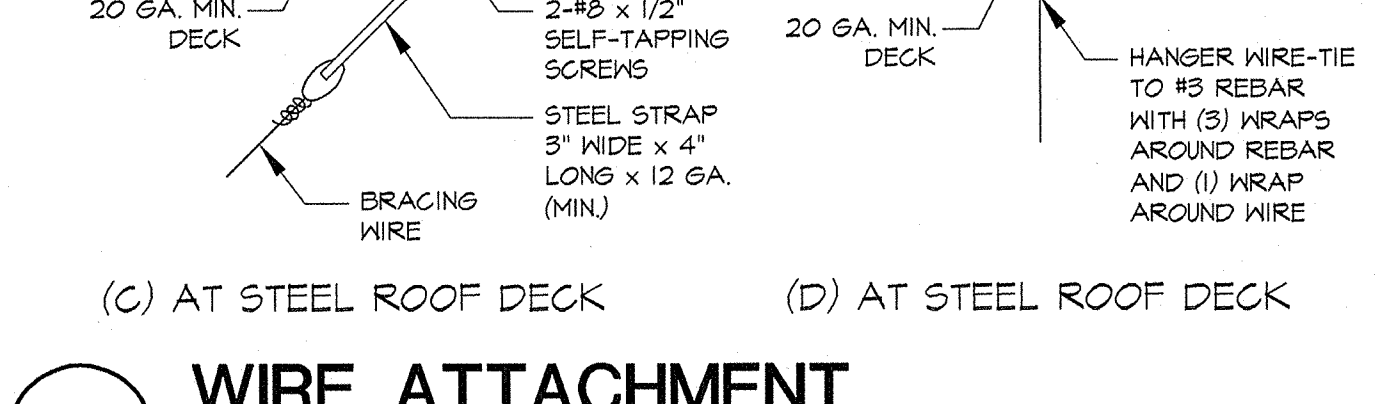 20 GA. MIN.
DECK
2-#8 x 1/2"
SELF-TAPPING
SCREWS
STEEL STRAP
3" WIDE x 4"
LONG x 12 GA.
(MIN.)
BRACING
WIRE
(C) AT STEEL ROOF DECK
20 GA. MIN.
DECK
HANGER WIRE-TIE
TO #3 REBAR
WITH (3) WRAPS
AROUND REBAR
AND (1) WRAP
AROUND WIRE
(D) AT STEEL ROOF DECK
WIRE ATTACHMENT